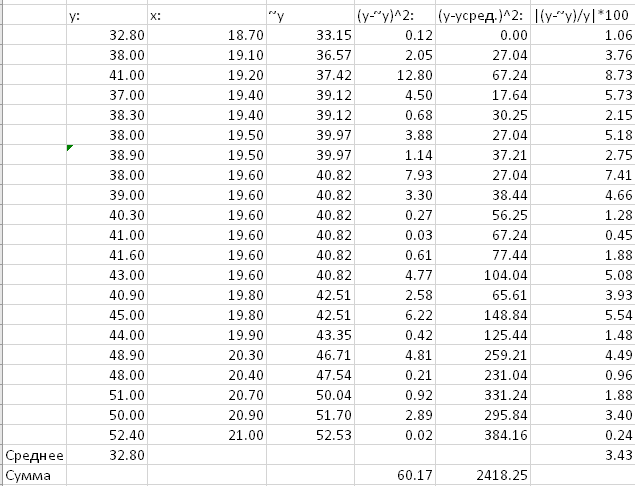 y: x: ~y (y-~y)^2: (y-yсред.)^2: |(y-~y)/y|*100
32.80 18.70 33.15 0.12 0.00 1.06
38.00 19.10 36.57 2.05 27.04 3.76
41.00 19.20 37.42 12.80 67.24 8.73
37.00 19.40 39.12 4.50 17.64 5.73
38.30 19.40 39.12 0.68 30.25 2.15
38.00 19.50 39.97 3.88 27.04 5.18
38.90 19.50 39.97 1.14 37.21 2.75
38.00 19.60 40.82 7.93 27.04 7.41
39.00 19.60 40.82 3.30 38.44 4.66
40.30 19.60 40.82 0.27 56.25 1.28
41.00 19.60 40.82 0.03 67.24 0.45
41.60 19.60 40.82 0.61 77.44 1.88
43.00 19.60 40.82 4.77 104.04 5.08
40.90 19.80 42.51 2.58 65.61 3.93
45.00 19.80 42.51 6.22 148.84 5.54
44.00 19.90 43.35 0.42 125.44 1.48
48.90 20.30 46.71 4.81 259.21 4.49
48.00 20.40 47.54 0.21 231.04 0.96
51.00 20.70 50.04 0.92 331.24 1.88
50.00 20.90 51.70 2.89 295.84 3.40
52.40 21.00 52.53 0.02 384.16 0.24
Среднее 32.80 3.43
Сумма 60.17 2418.25